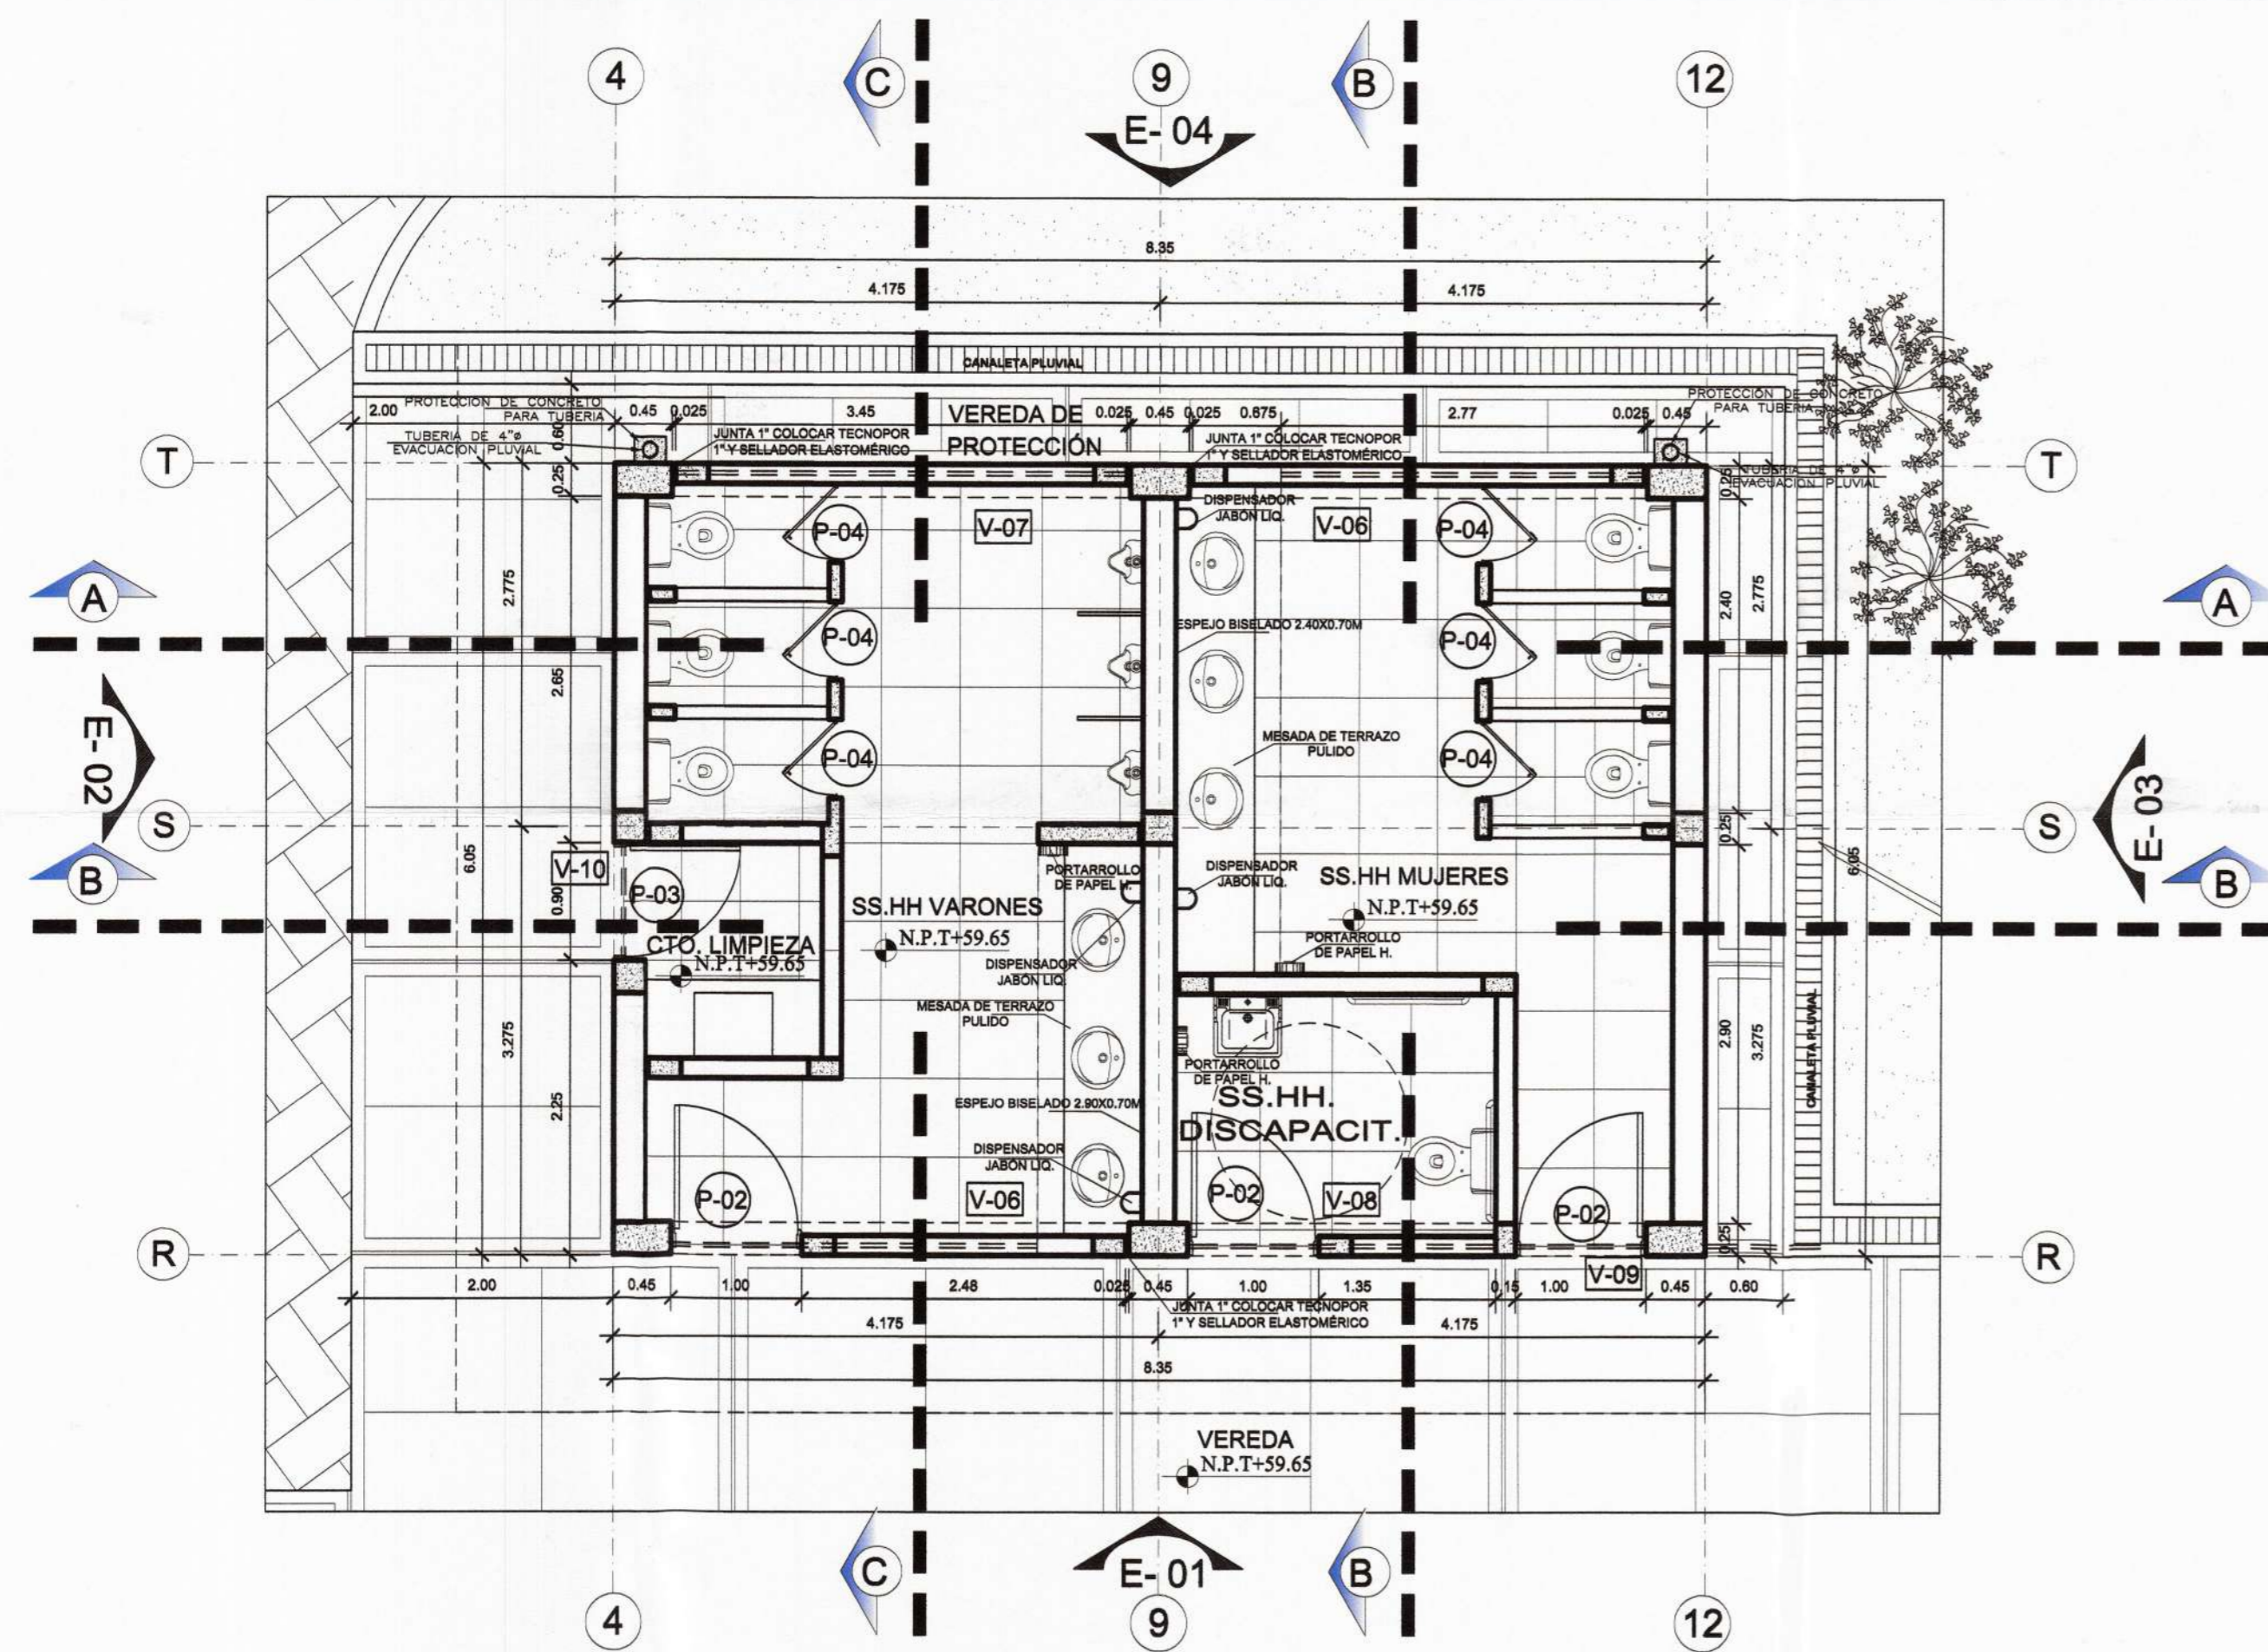 4
C
9
B
12
E- 04
8.35
4.175
4.175
CANALETA PLUVIAL
2.00
PROTECCIÓN DE CONCRETO
PARA TUBERIA
0.45
0.025
3.45
VEREDA DE
PROTECCIÓN
0.025
0.45
0.025
0.675
2.77
0.025
0.45
PROTECCIÓN DE CONCRETO
PARA TUBERIA
TUBERIA DE 4"ø
EVACUACION PLUVIAL
0.60
JUNTA 1" COLOCAR TECNOPOR
1" Y SELLADOR ELASTOMÉRICO
JUNTA 1" COLOCAR TECNOPOR
1" Y SELLADOR ELASTOMÉRICO
T
T
0.25
0.25
TUBERIA DE 4"ø
EVACUACION PLUVIAL
DISPENSADOR
JABÓN LIQ.
P-04
V-07
V-06
P-04
2.775
2.40
2.775
A
A
P-04
ESPEJO BISELADO 2.40X0.70M
P-04
2.65
E- 02
P-04
MESADA DE TERRAZO
PULIDO
P-04
E- 03
S
S
0.25
6.05
6.05
B
B
V-10
P-03
0.90
PORTARROLLO
DE PAPEL H.
DISPENSADOR
JABÓN LIQ.
SS.HH MUJERES
N.P.T+59.65
SS.HH VARONES
N.P.T+59.65
CTO. LIMPIEZA
N.P.T+59.65
PORTARROLLO
DE PAPEL H.
DISPENSADOR
JABÓN LIQ.
MESADA DE TERRAZO
PULIDO
3.275
2.90
3.275
CANALETA PLUVIAL
PORTARROLLO
DE PAPEL H.
2.25
ESPEJO BISELADO 2.90X0.70M
SS.HH.
DISCAPACIT.
DISPENSADOR
JABÓN LIQ.
P-02
V-06
P-02
V-08
P-02
0.25
R
R
V-09
2.00
0.45
1.00
2.48
0.025
0.45
1.00
1.35
0.15
1.00
0.45
0.60
JUNTA 1" COLOCAR TECNOPOR
1" Y SELLADOR ELASTOMÉRICO
4.175
4.175
8.35
VEREDA
N.P.T+59.65
C
E- 01
B
4
9
12